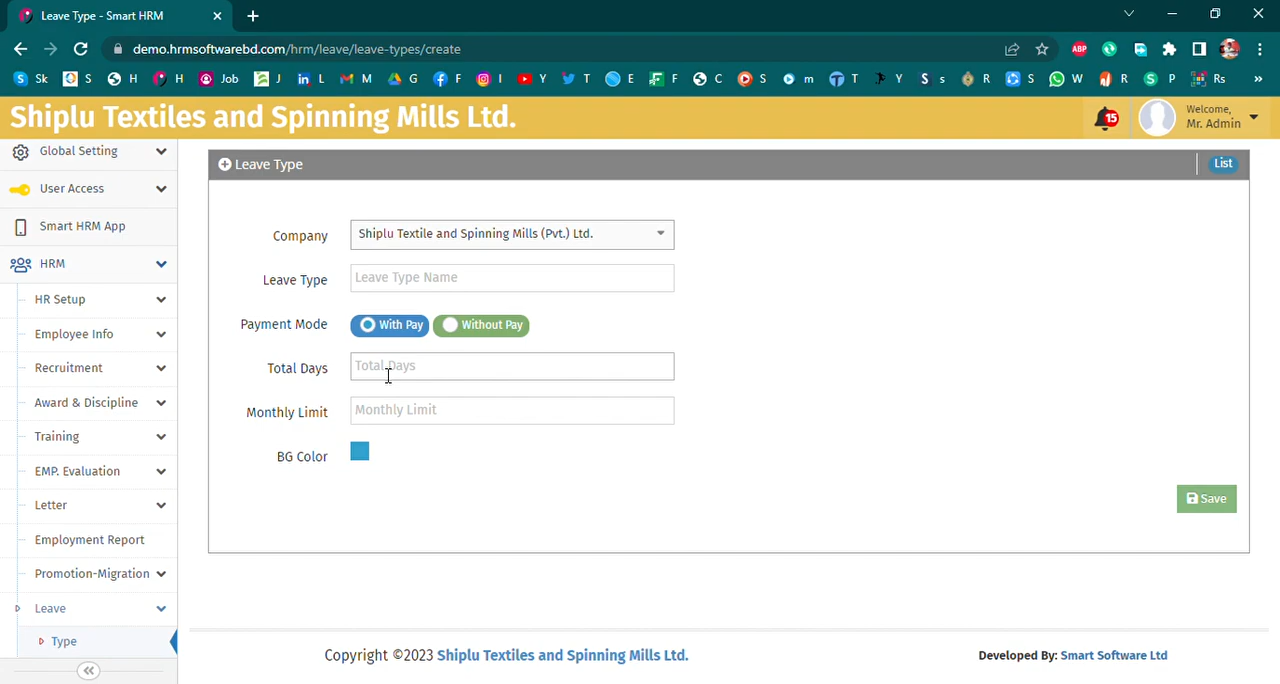 Leave Type - Smart HRM
demo.hrmsoftwarebd.com/hrm/leave/leave-types/create
Sk S H H Job J L M G F I Y T E F C S m T Y s R S W R P Rs
Shiplu Textiles and Spinning Mills Ltd.
15
Welcome,
Mr. Admin
Global Setting
User Access
Smart HRM App
HRM
HR Setup
Employee Info
Recruitment
Award & Discipline
Training
EMP. Evaluation
Letter
Employment Report
Promotion-Migration
Leave
Type
Leave Type
List
Company Shiplu Textile and Spinning Mills (Pvt.) Ltd.
Leave Type Leave Type Name
Payment Mode With Pay Without Pay
Total Days Total Days
Monthly Limit Monthly Limit
BG Color
Save
Copyright ©2023 Shiplu Textiles and Spinning Mills Ltd.
Developed By: Smart Software Ltd